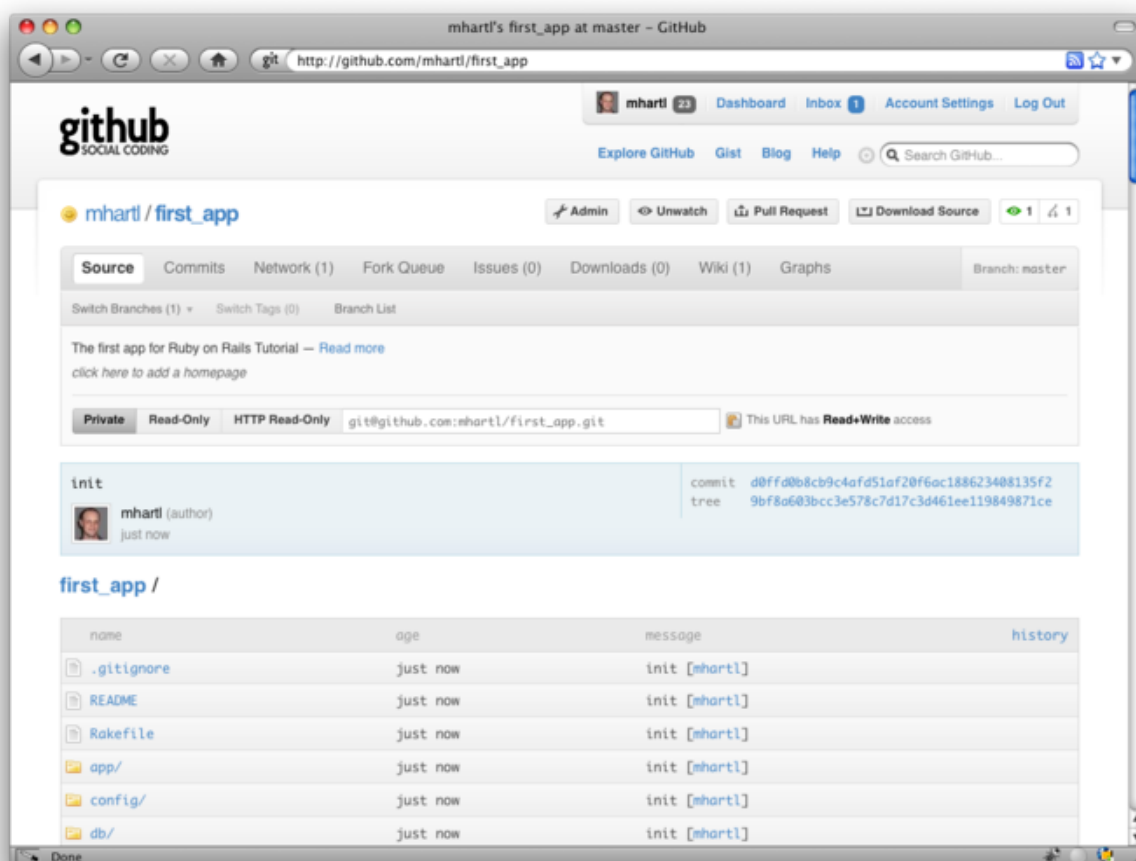 mhartl's first_app at master – GitHub
git http://github.com/mhartl/first_app
github
SOCIAL CODING
mhartl 23 Dashboard Inbox 1 Account Settings Log Out
Explore GitHub Gist Blog Help Search GitHub...
mhartl / first_app
Admin Unwatch Pull Request Download Source 1 1
Source Commits Network (1) Fork Queue Issues (0) Downloads (0) Wiki (1) Graphs Branch: master
Switch Branches (1) Switch Tags (0) Branch List
The first app for Ruby on Rails Tutorial — Read more
click here to add a homepage
Private Read-Only HTTP Read-Only git@github.com:mhartl/first_app.git This URL has Read+Write access
init
commit d0ffd0b8cb9c4afd51af20f6ac188623408135f2
tree 9bf8a603bcc3e578c7d17c3d461ee119849871ce
mhartl (author)
just now
first_app /
name age message history
.gitignore just now init [mhartl]
README just now init [mhartl]
Rakefile just now init [mhartl]
app/ just now init [mhartl]
config/ just now init [mhartl]
db/ just now init [mhartl]
Done